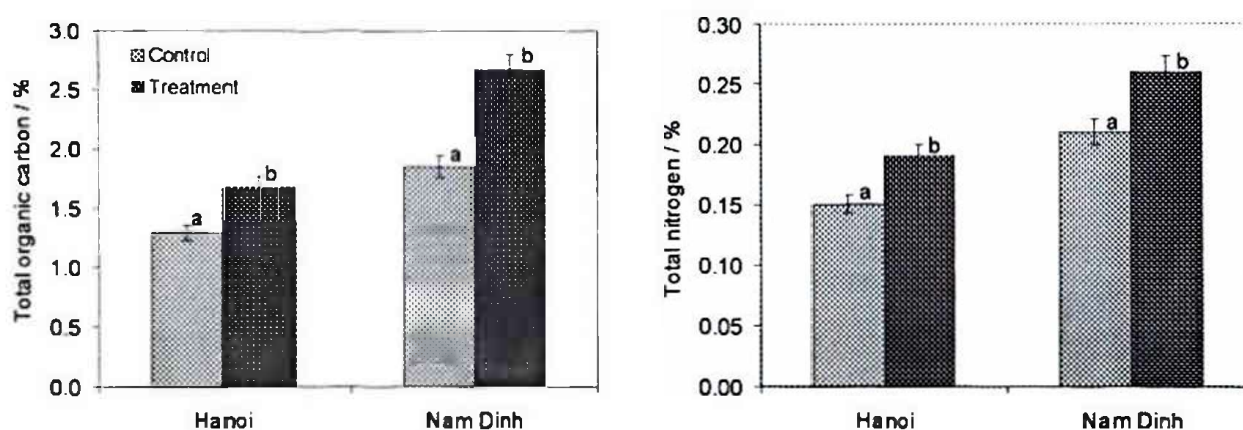 Total organic carbon / %
3.0
2.5
2.0
1.5
1.0
0.5
0.0
Control
Treatment
a
b
a
b
Hanoi
Nam Dinh
Total nitrogen / %
0.30
0.25
0.20
0.15
0.10
0.05
0.00
a
b
a
b
Hanoi
Nam Dinh